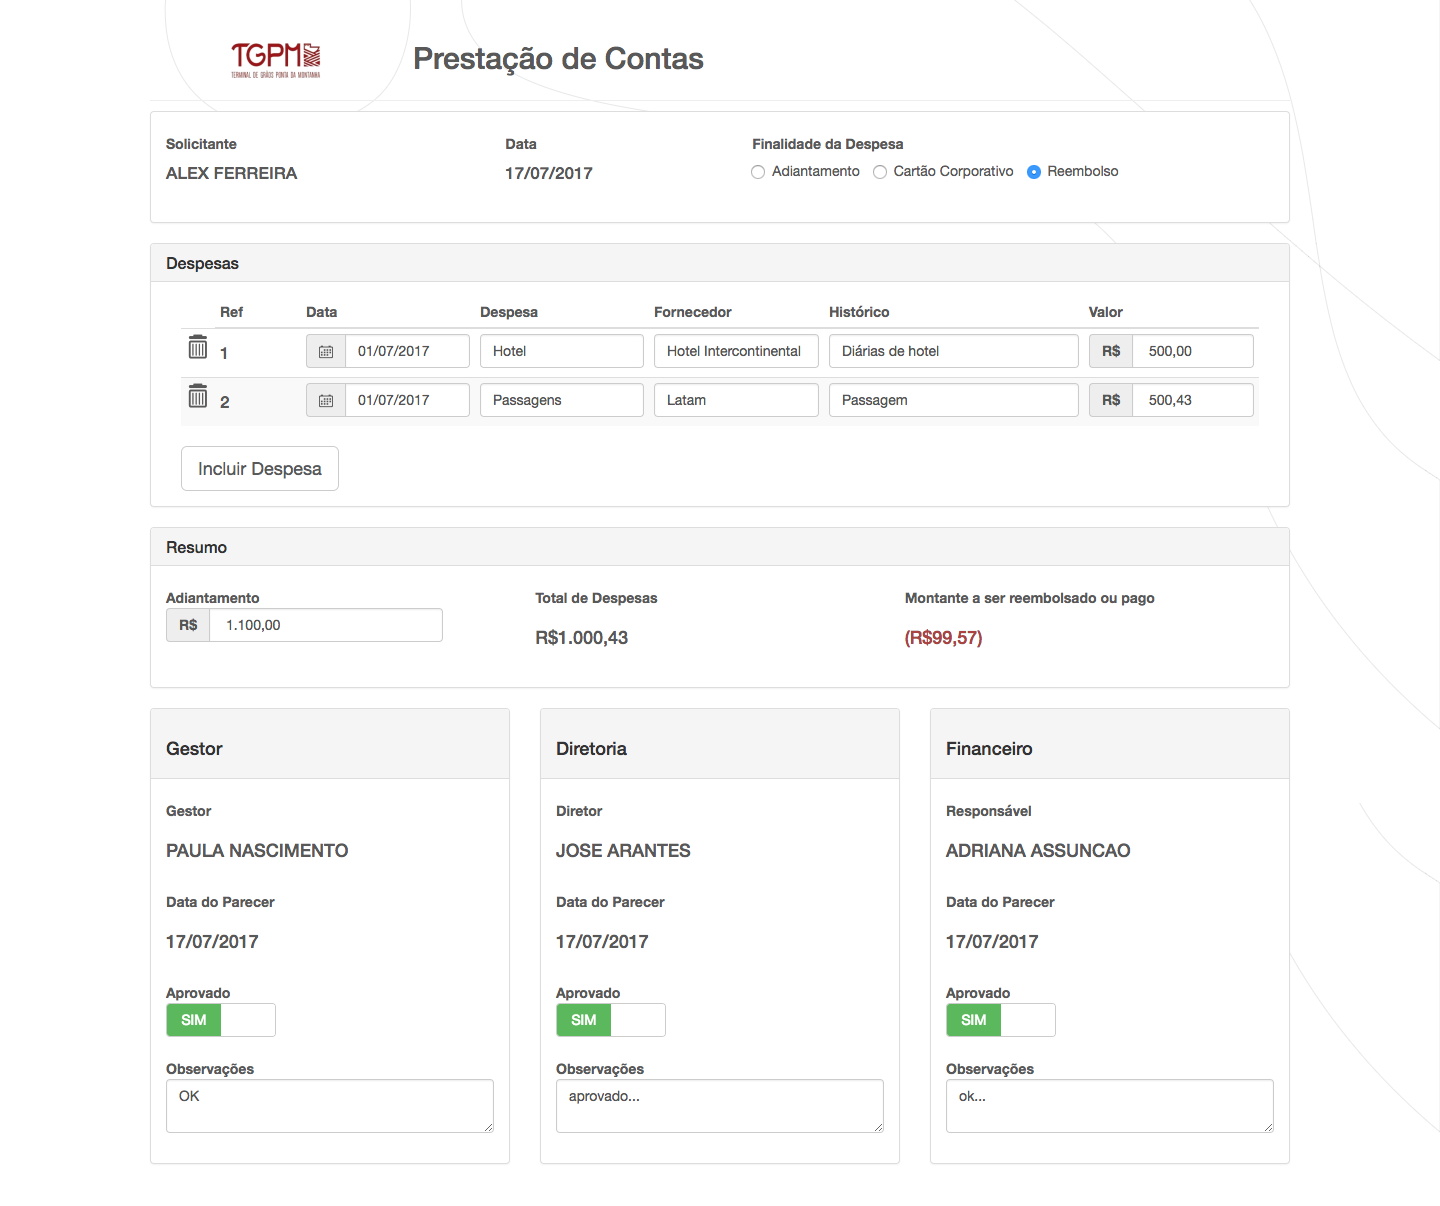 TGPM
TERMINAL DE GRÃOS PONTA DA MONTANHA
Prestação de Contas
Solicitante Data Finalidade da Despesa
ALEX FERREIRA 17/07/2017 Adiantamento Cartão Corporativo Reembolso
Despesas
Ref Data Despesa Fornecedor Histórico Valor
1 01/07/2017 Hotel Hotel Intercontinental Diárias de hotel R$ 500,00
2 01/07/2017 Passagens Latam Passagem R$ 500,43
Incluir Despesa
Resumo
Adiantamento Total de Despesas Montante a ser reembolsado ou pago
R$ 1.100,00 R$1.000,43 (R$99,57)
Gestor
Gestor
PAULA NASCIMENTO
Data do Parecer
17/07/2017
Aprovado
SIM
Observações
OK
Diretoria
Diretor
JOSE ARANTES
Data do Parecer
17/07/2017
Aprovado
SIM
Observações
aprovado...
Financeiro
Responsável
ADRIANA ASSUNCAO
Data do Parecer
17/07/2017
Aprovado
SIM
Observações
ok...